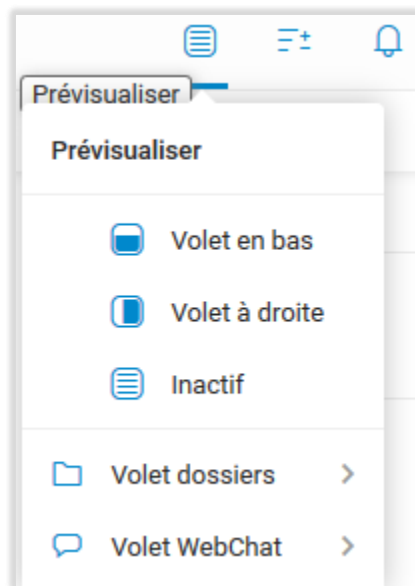 Prévisualiser
Prévisualiser
Volet en bas
Volet à droite
Inactif
Volet dossiers
Volet WebChat